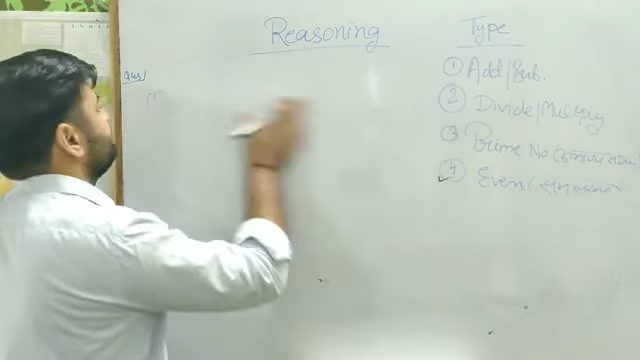 Reasoning
Type
Ques
① Add/Sub.
② Divide/Multiply
③ Prime No
④ Even/